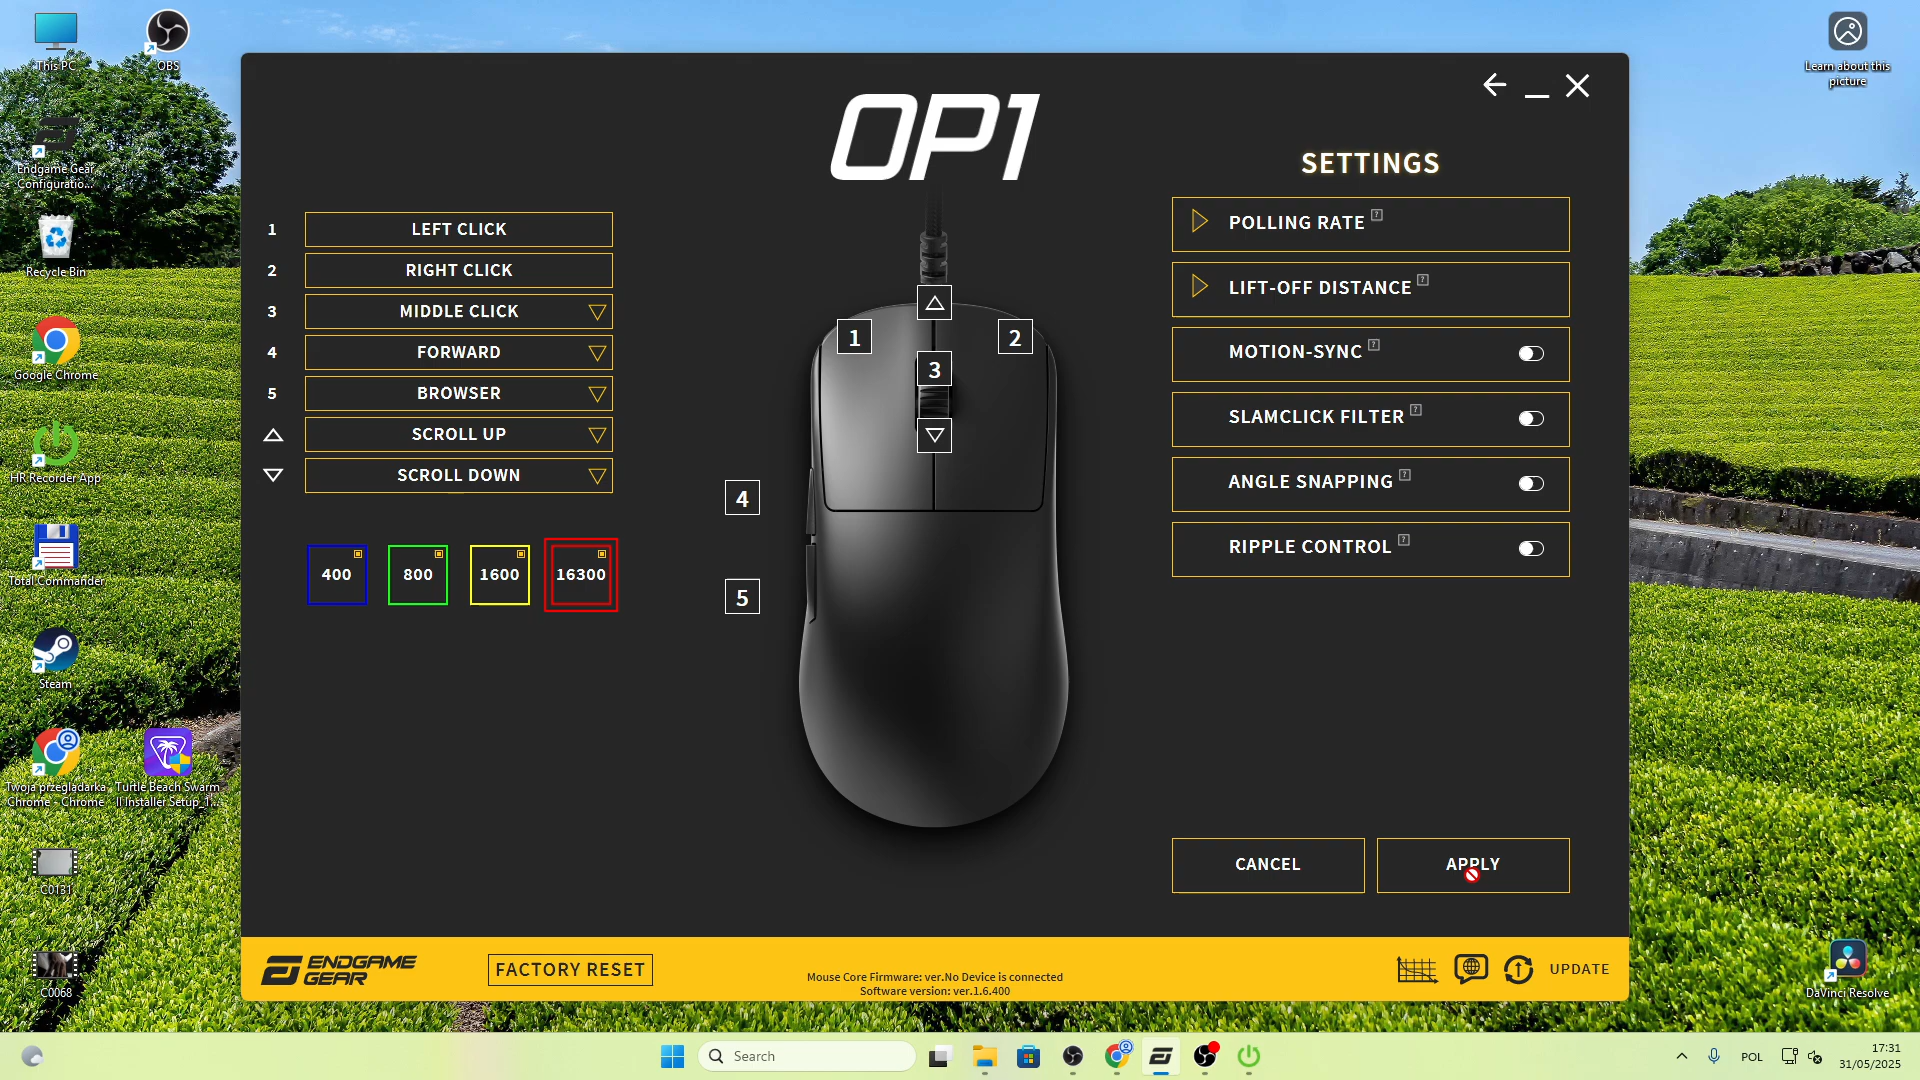 This PC
OBS
Endgame Gear
Configuratio...
Recycle Bin
Google Chrome
HR Recorder App
Total Commander
Steam
Twoja przeglądarka
Chrome - Chrome
Turtle Beach Swarm
II Installer Setup_1...
C0131
C0068
Learn about this
picture
DaVinci Resolve
OP1
1 LEFT CLICK
2 RIGHT CLICK
3 MIDDLE CLICK
4 FORWARD
5 BROWSER
SCROLL UP
SCROLL DOWN
400 800 1600 16300
1
2
3
4
5
SETTINGS
POLLING RATE ?
LIFT-OFF DISTANCE ?
MOTION-SYNC ?
SLAMCLICK FILTER ?
ANGLE SNAPPING ?
RIPPLE CONTROL ?
CANCEL
APPLY
ENDGAME
GEAR
FACTORY RESET
Mouse Core Firmware: ver.No Device is connected
Software version: ver.1.6.400
UPDATE
Search
POL
17:31
31/05/2025